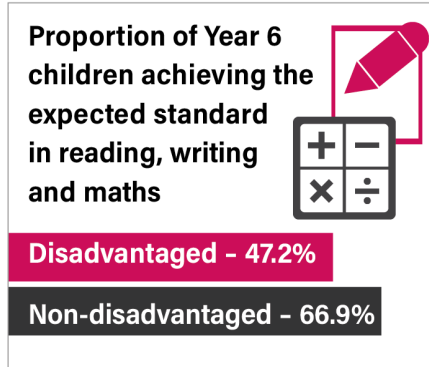 Proportion of Year 6
children achieving the
expected standard
in reading, writing
and maths
+ −
× ÷
Disadvantaged – 47.2%
Non-disadvantaged – 66.9%